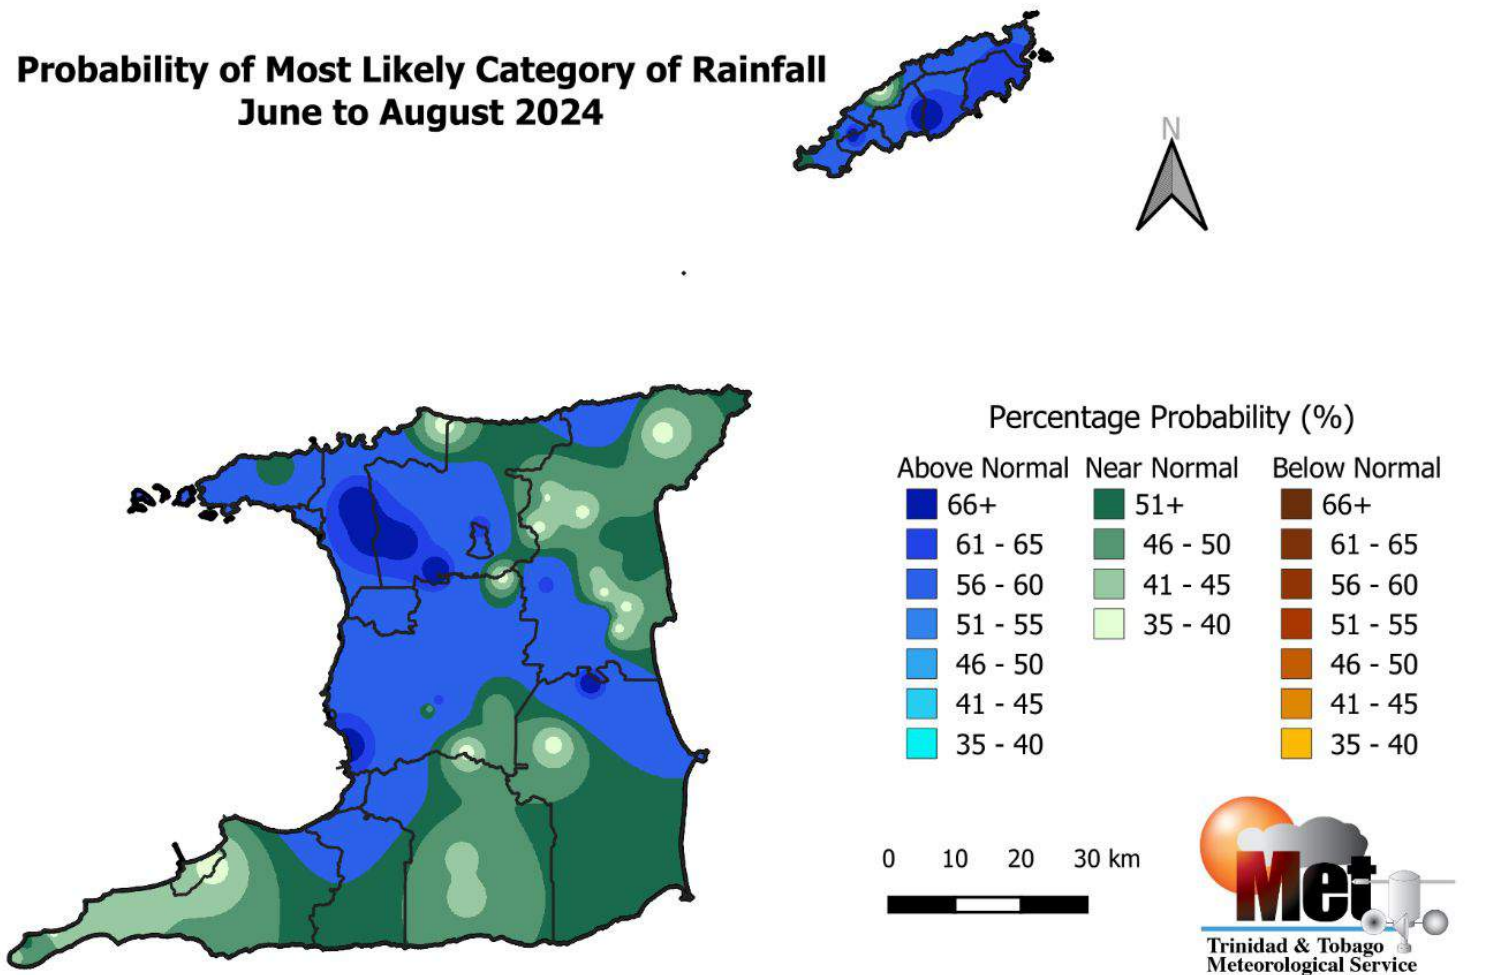 Probability of Most Likely Category of Rainfall
June to August 2024
N
Percentage Probability (%)
Above Normal Near Normal Below Normal
66+ 51+ 66+
61 - 65 46 - 50 61 - 65
56 - 60 41 - 45 56 - 60
51 - 55 35 - 40 51 - 55
46 - 50 46 - 50
41 - 45 41 - 45
35 - 40 35 - 40
0 10 20 30 km
Met
Trinidad & Tobago
Meteorological Service